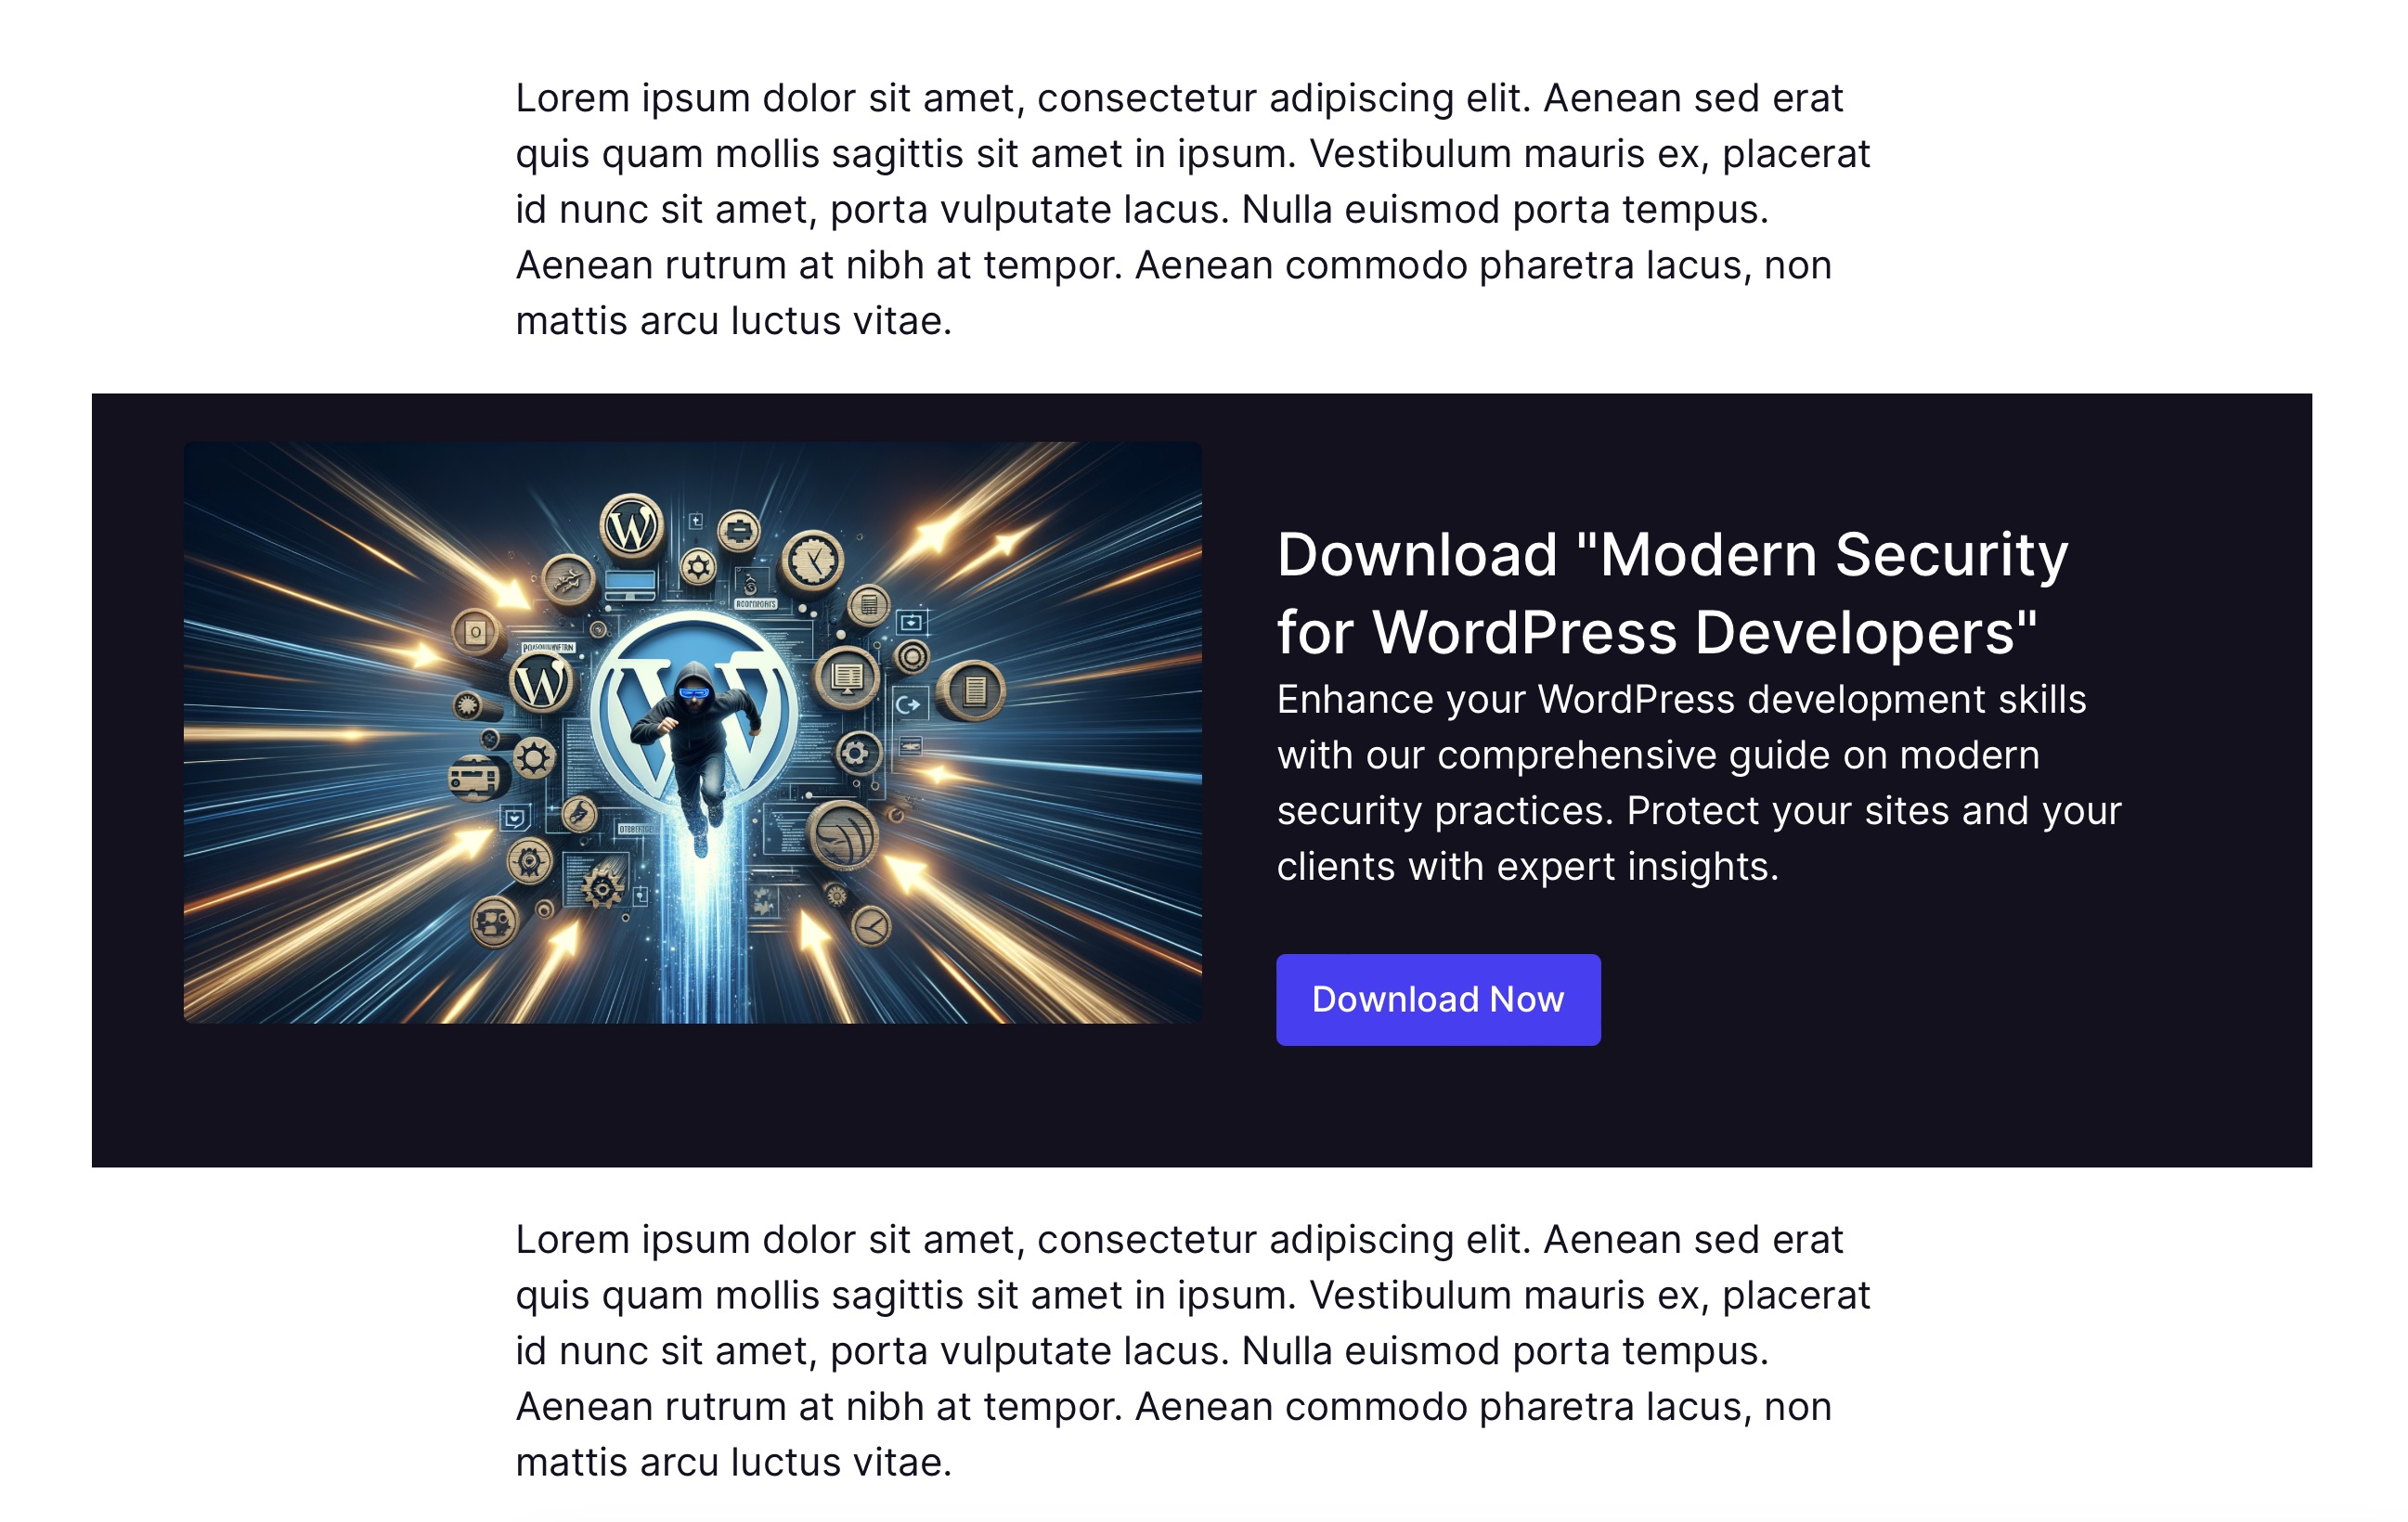 Lorem ipsum dolor sit amet, consectetur adipiscing elit. Aenean sed erat
quis quam mollis sagittis sit amet in ipsum. Vestibulum mauris ex, placerat
id nunc sit amet, porta vulputate lacus. Nulla euismod porta tempus.
Aenean rutrum at nibh at tempor. Aenean commodo pharetra lacus, non
mattis arcu luctus vitae.
Download "Modern Security
for WordPress Developers"
Enhance your WordPress development skills
with our comprehensive guide on modern
security practices. Protect your sites and your
clients with expert insights.
Download Now
Lorem ipsum dolor sit amet, consectetur adipiscing elit. Aenean sed erat
quis quam mollis sagittis sit amet in ipsum. Vestibulum mauris ex, placerat
id nunc sit amet, porta vulputate lacus. Nulla euismod porta tempus.
Aenean rutrum at nibh at tempor. Aenean commodo pharetra lacus, non
mattis arcu luctus vitae.